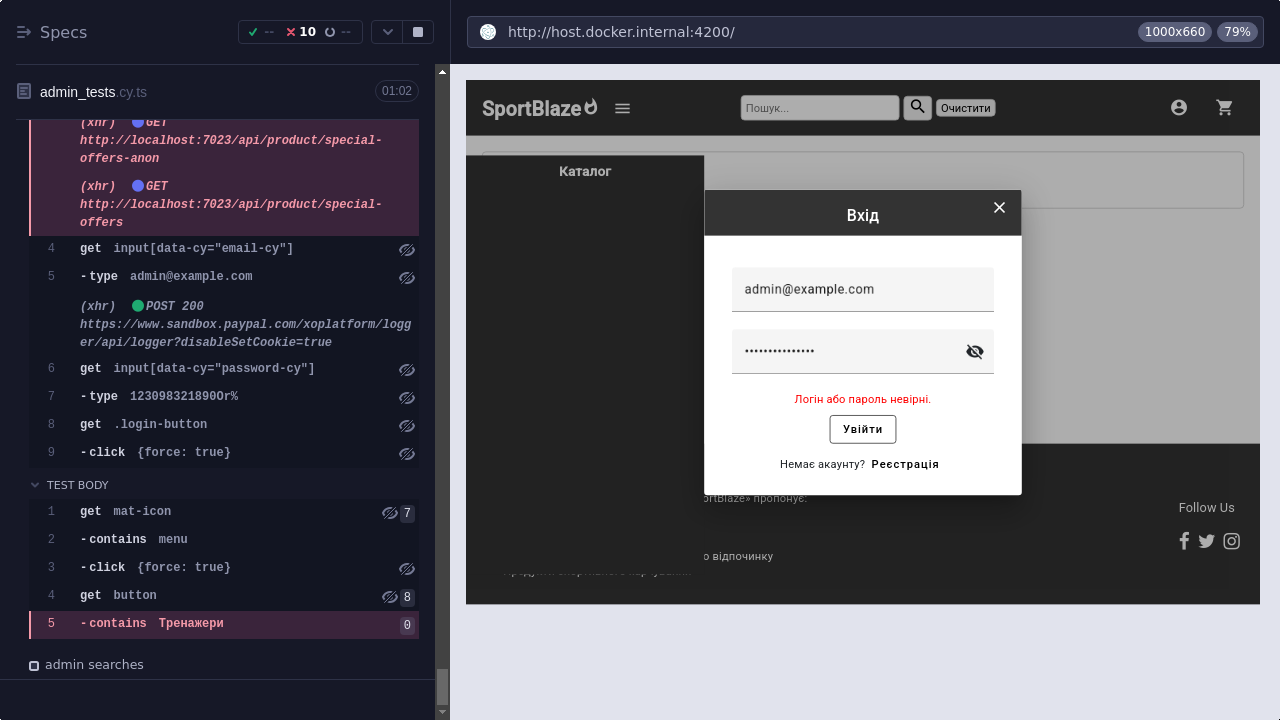 Specs
--
10
--
http://host.docker.internal:4200/
1000x660
79%
admin_tests.cy.ts
01:02
(xhr) GET
http://localhost:7023/api/product/special-
offers-anon
(xhr) GET
http://localhost:7023/api/product/special-
offers
4 get input[data-cy="email-cy"]
5 -type admin@example.com
(xhr) POST 200
https://www.sandbox.paypal.com/xoplatform/logg
er/api/logger?disableSetCookie=true
6 get input[data-cy="password-cy"]
7 -type 123098321890Or%
8 get .login-button
9 -click {force: true}
TEST BODY
1 get mat-icon 7
2 -contains menu
3 -click {force: true}
4 get button 8
5 -contains Тренажери 0
admin searches
SportBlaze
Пошук...
Очистити
Каталог
Вхід
admin@example.com
•••••••••••••••
Логін або пароль невірні.
Увійти
Немає акаунту? Реєстрація
ortBlaze» пропонує:
о відпочинку
Follow Us